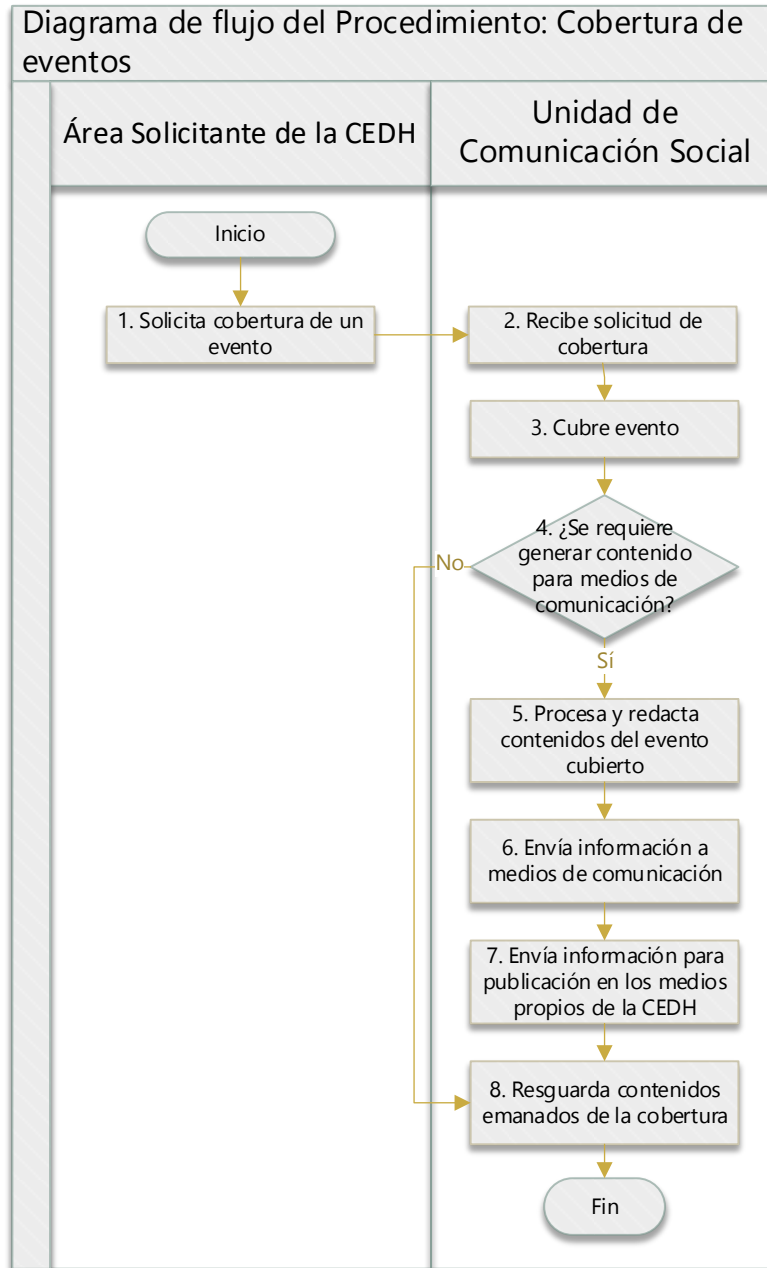 Diagrama de flujo del Procedimiento: Cobertura de
eventos
Área Solicitante de la CEDH
Unidad de
Comunicación Social
Inicio
1. Solicita cobertura de un
evento
2. Recibe solicitud de
cobertura
3. Cubre evento
4. ¿Se requiere
generar contenido
para medios de
comunicación?
No
Sí
5. Procesa y redacta
contenidos del evento
cubierto
6. Envía información a
medios de comunicación
7. Envía información para
publicación en los medios
propios de la CEDH
8. Resguarda contenidos
emanados de la cobertura
Fin